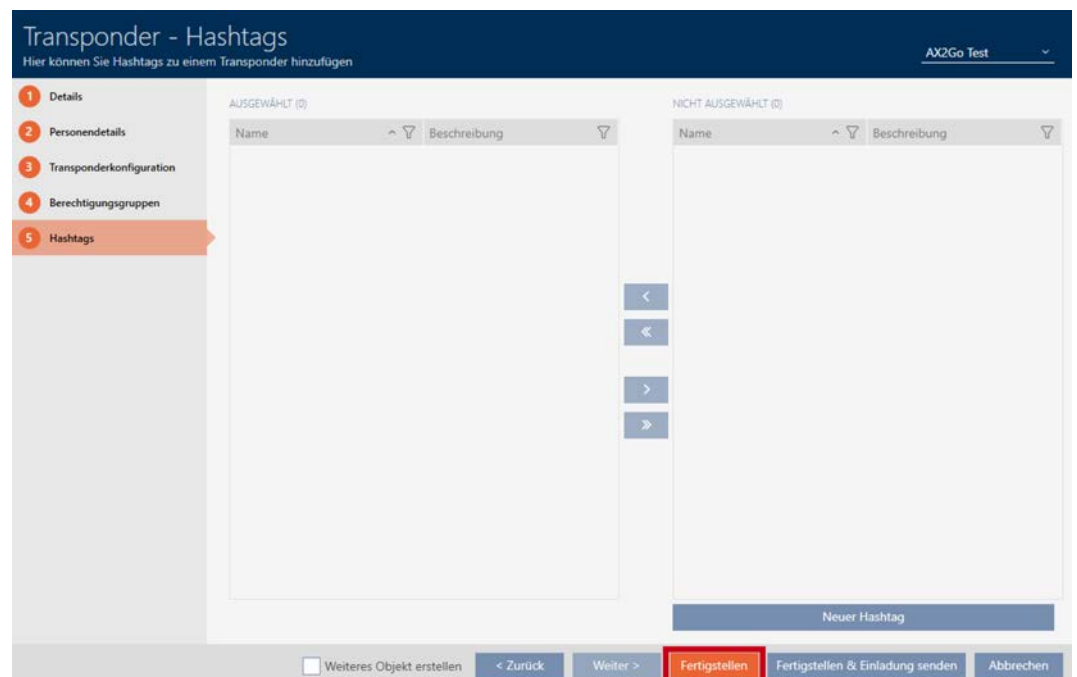 Transponder - Hashtags
Hier können Sie Hashtags zu einem Transponder hinzufügen
AX2Go Test
1 Details
2 Personendetails
3 Transponderkonfiguration
4 Berechtigungsgruppen
5 Hashtags
AUSGEWÄHLT (0)
Name Beschreibung
NICHT AUSGEWÄHLT (0)
Name Beschreibung
Neuer Hashtag
Weiteres Objekt erstellen
< Zurück
Weiter >
Fertigstellen
Fertigstellen & Einladung senden
Abbrechen